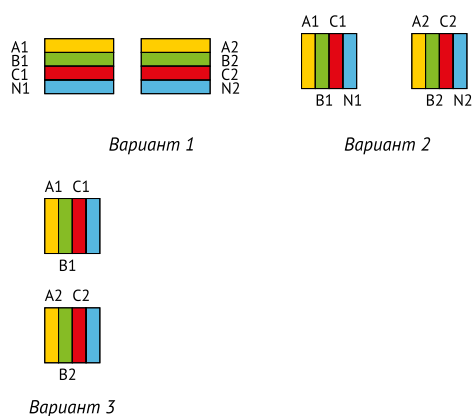 A1 C1 A2 C2
A1 A2
B1 B2
C1 C2
N1 N2
B1 N1 B2 N2
Вариант 1 Вариант 2
A1 C1
B1
A2 C2
B2
Вариант 3